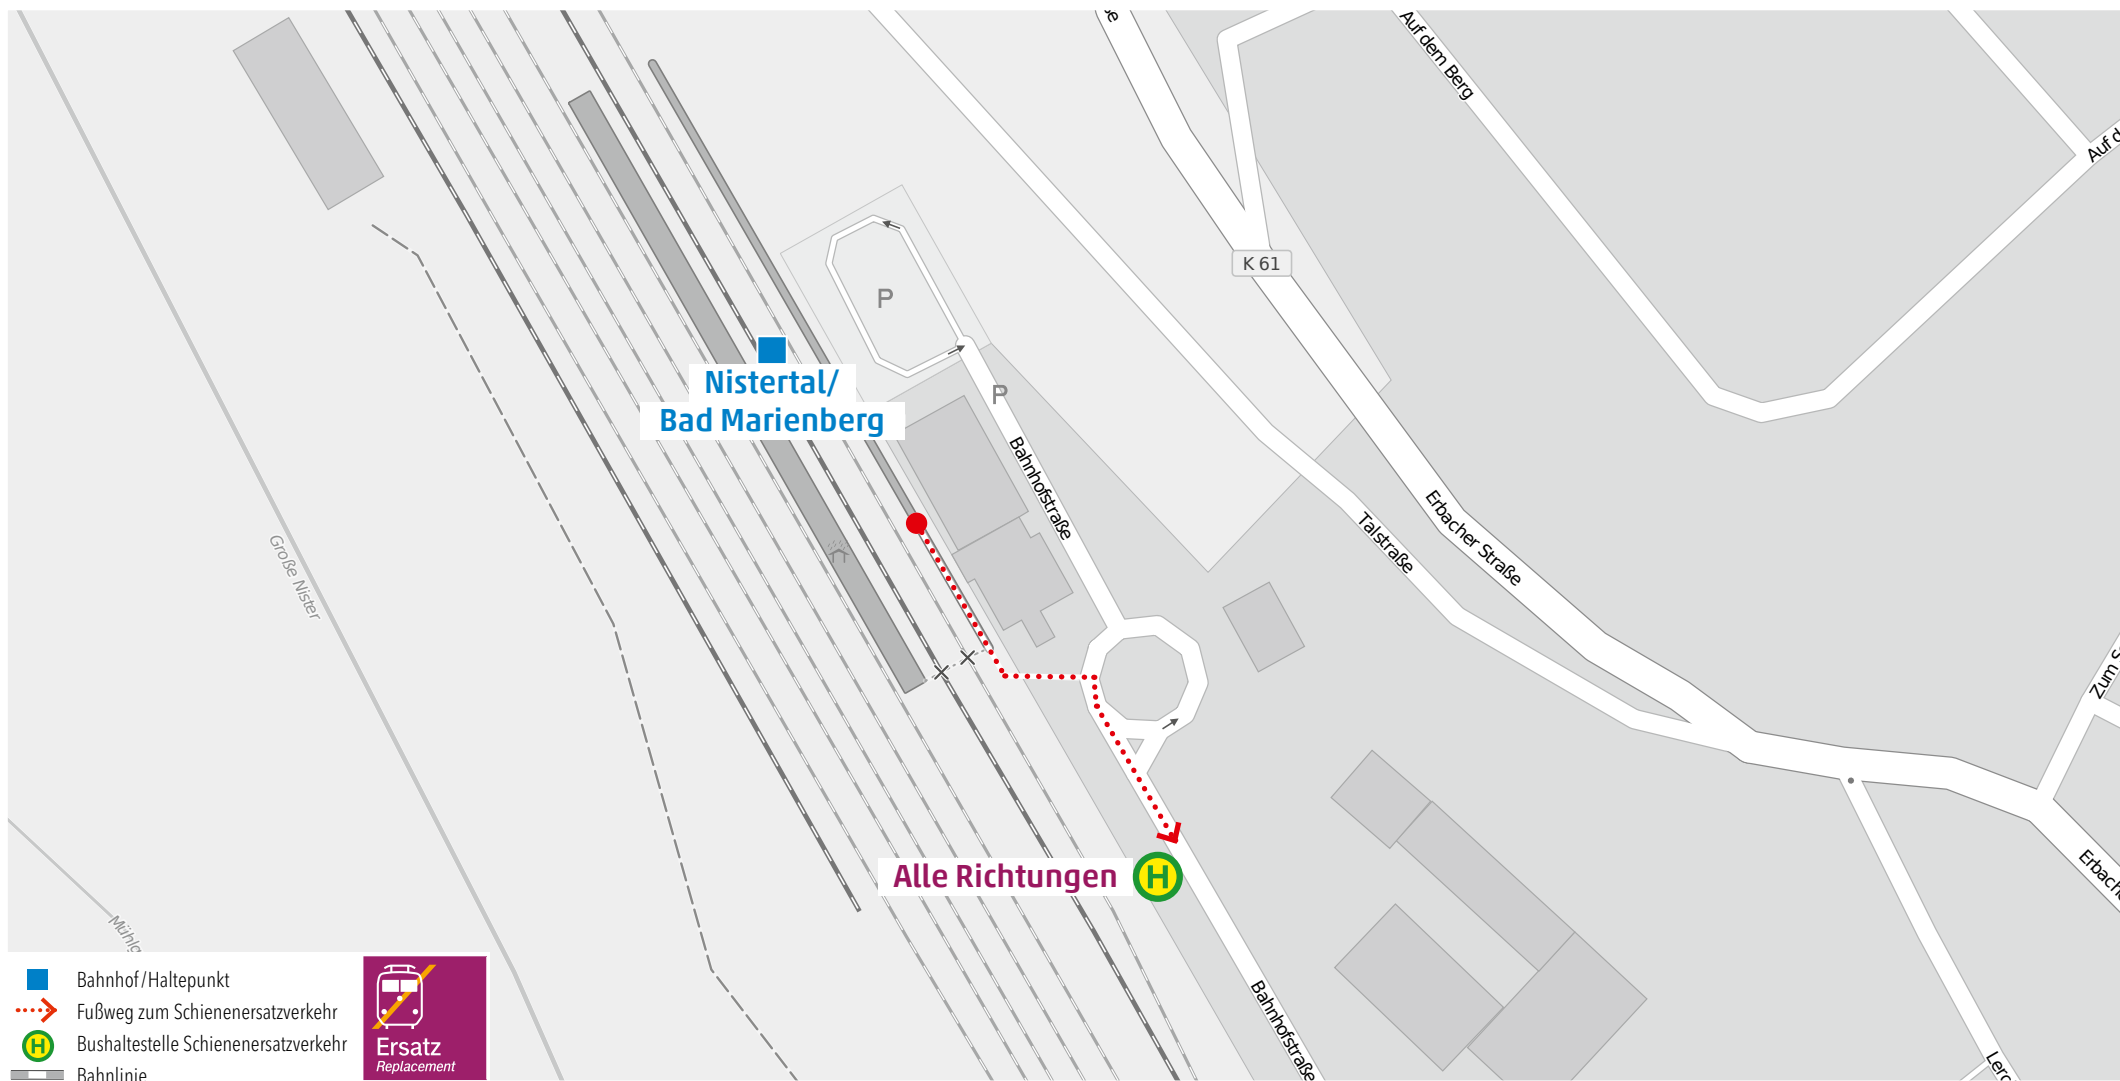 Auf dem Berg
K 61
P
Nistertal/
Bad Marienberg
P
Bahnhofstraße
Erbacher Straße
Talstraße
Große Nister
Alle Richtungen
H
Bahnhofstraße
Bahnhof/Haltepunkt
Fußweg zum Schienenersatzverkehr
H
Bushaltestelle Schienenersatzverkehr
Bahnlinie
Ersatz
Replacement